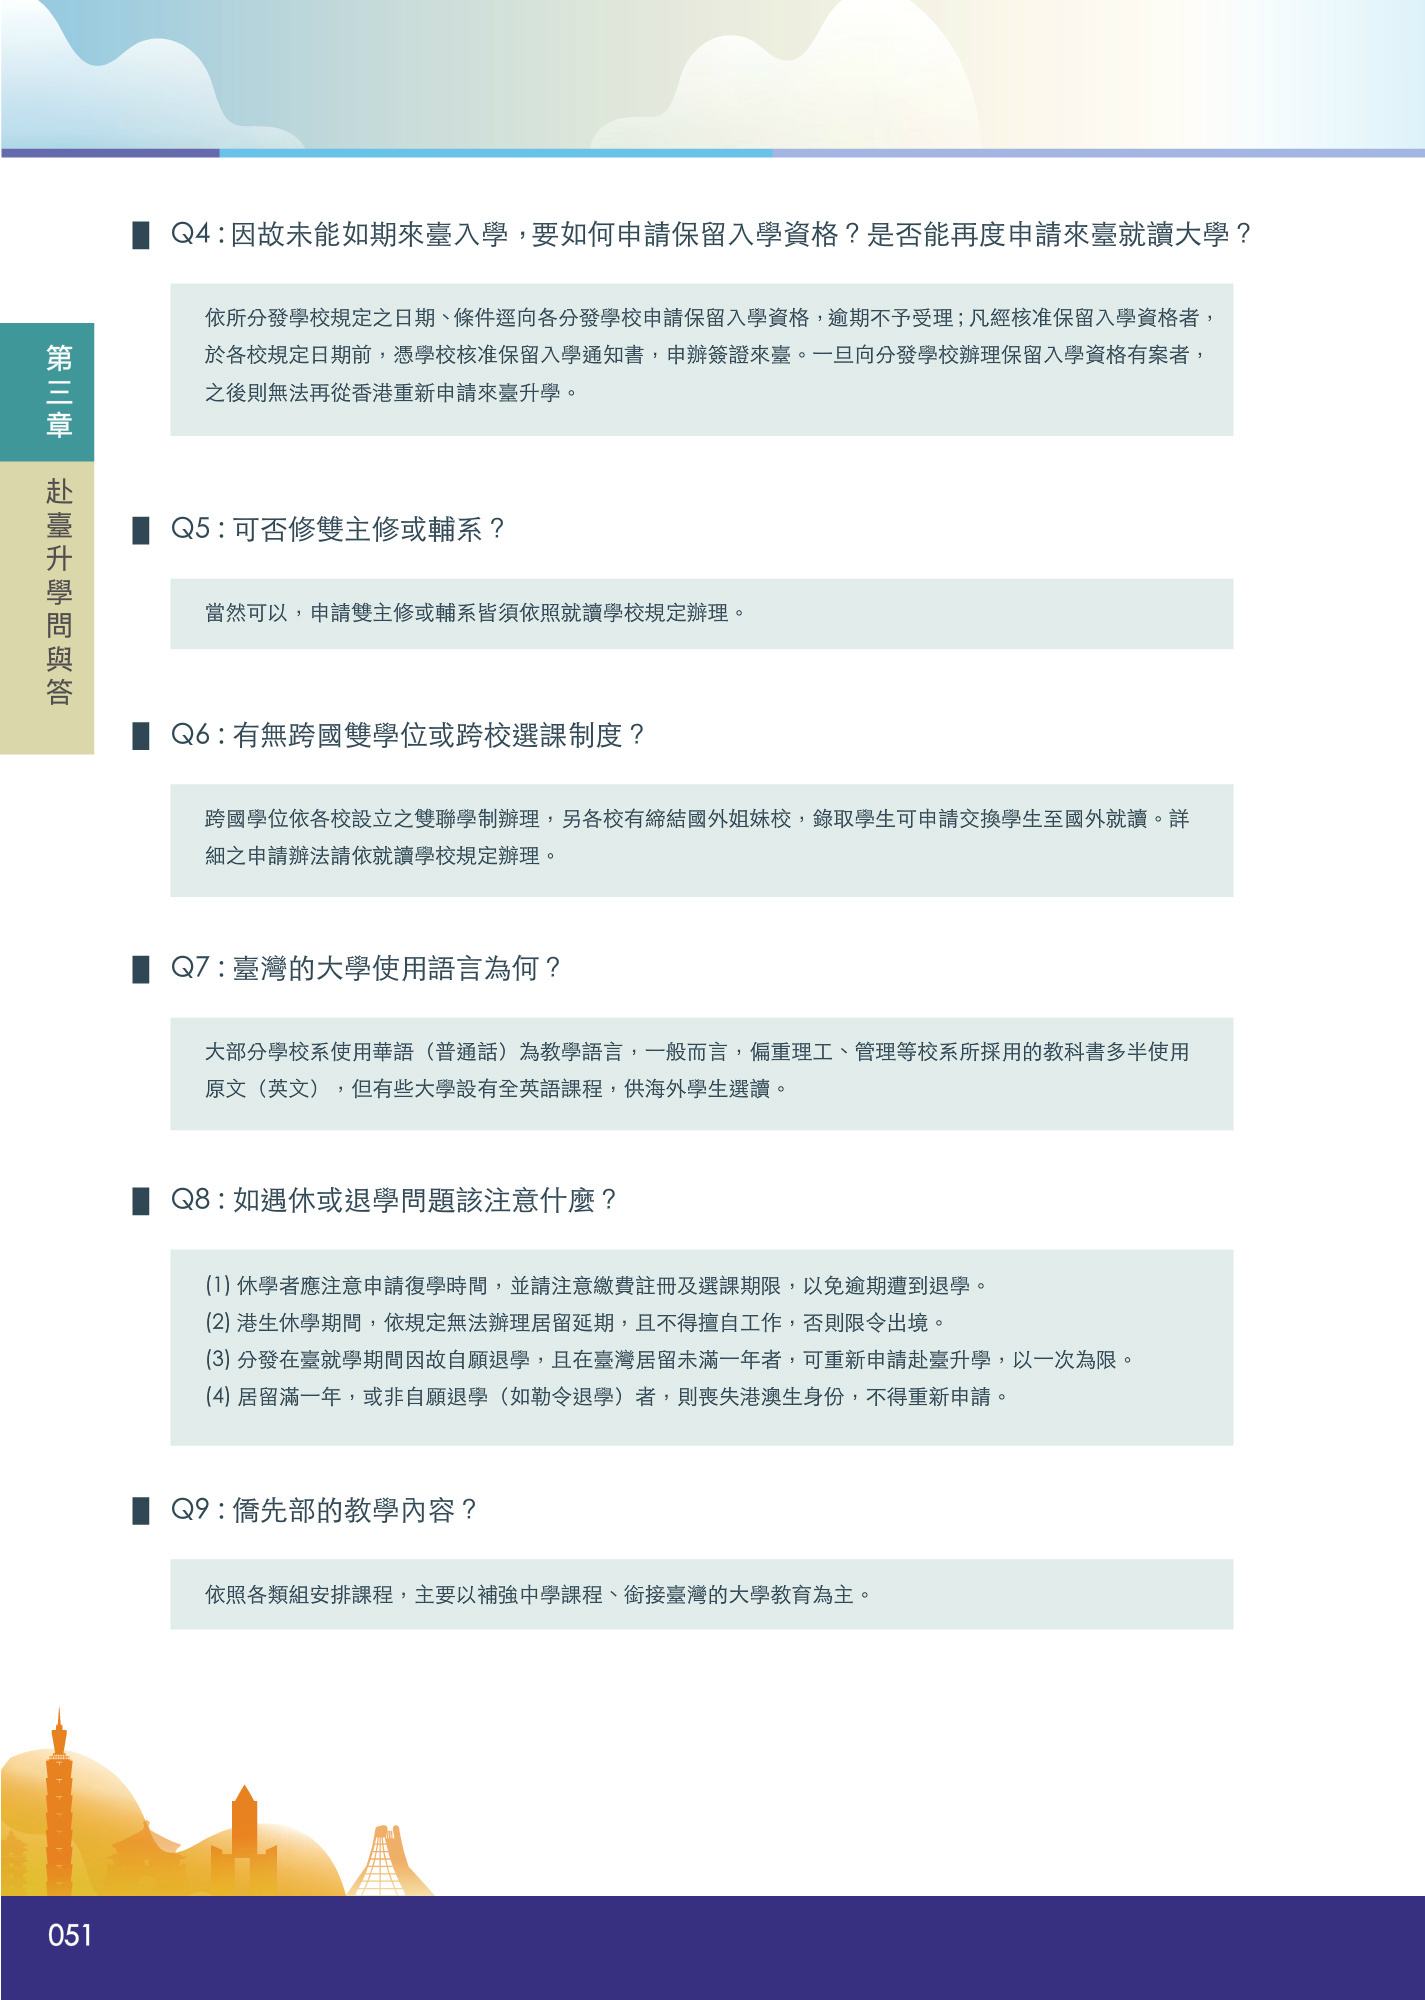 第三章
赴臺升學問與答
Q4：因故未能如期來臺入學，要如何申請保留入學資格？是否能再度申請來臺就讀大學？
依所分發學校規定之日期、條件逕向各分發學校申請保留入學資格，逾期不予受理；凡經核准保留入學資格者，
於各校規定日期前，憑學校核准保留入學通知書，申辦簽證來臺。一旦向分發學校辦理保留入學資格有案者，
之後則無法再從香港重新申請來臺升學。
Q5：可否修雙主修或輔系？
當然可以，申請雙主修或輔系皆須依照就讀學校規定辦理。
Q6：有無跨國雙學位或跨校選課制度？
跨國學位依各校設立之雙聯學制辦理，另各校有締結國外姐妹校，錄取學生可申請交換學生至國外就讀。詳
細之申請辦法請依就讀學校規定辦理。
Q7：臺灣的大學使用語言為何？
大部分學校系使用華語（普通話）為教學語言，一般而言，偏重理工、管理等校系所採用的教科書多半使用
原文（英文），但有些大學設有全英語課程，供海外學生選讀。
Q8：如遇休或退學問題該注意什麼？
(1) 休學者應注意申請復學時間，並請注意繳費註冊及選課期限，以免逾期遭到退學。
(2) 港生休學期間，依規定無法辦理居留延期，且不得擅自工作，否則限令出境。
(3) 分發在臺就學期間因故自願退學，且在臺灣居留未滿一年者，可重新申請赴臺升學，以一次為限。
(4) 居留滿一年，或非自願退學（如勒令退學）者，則喪失港澳生身份，不得重新申請。
Q9：僑先部的教學內容？
依照各類組安排課程，主要以補強中學課程、銜接臺灣的大學教育為主。
051